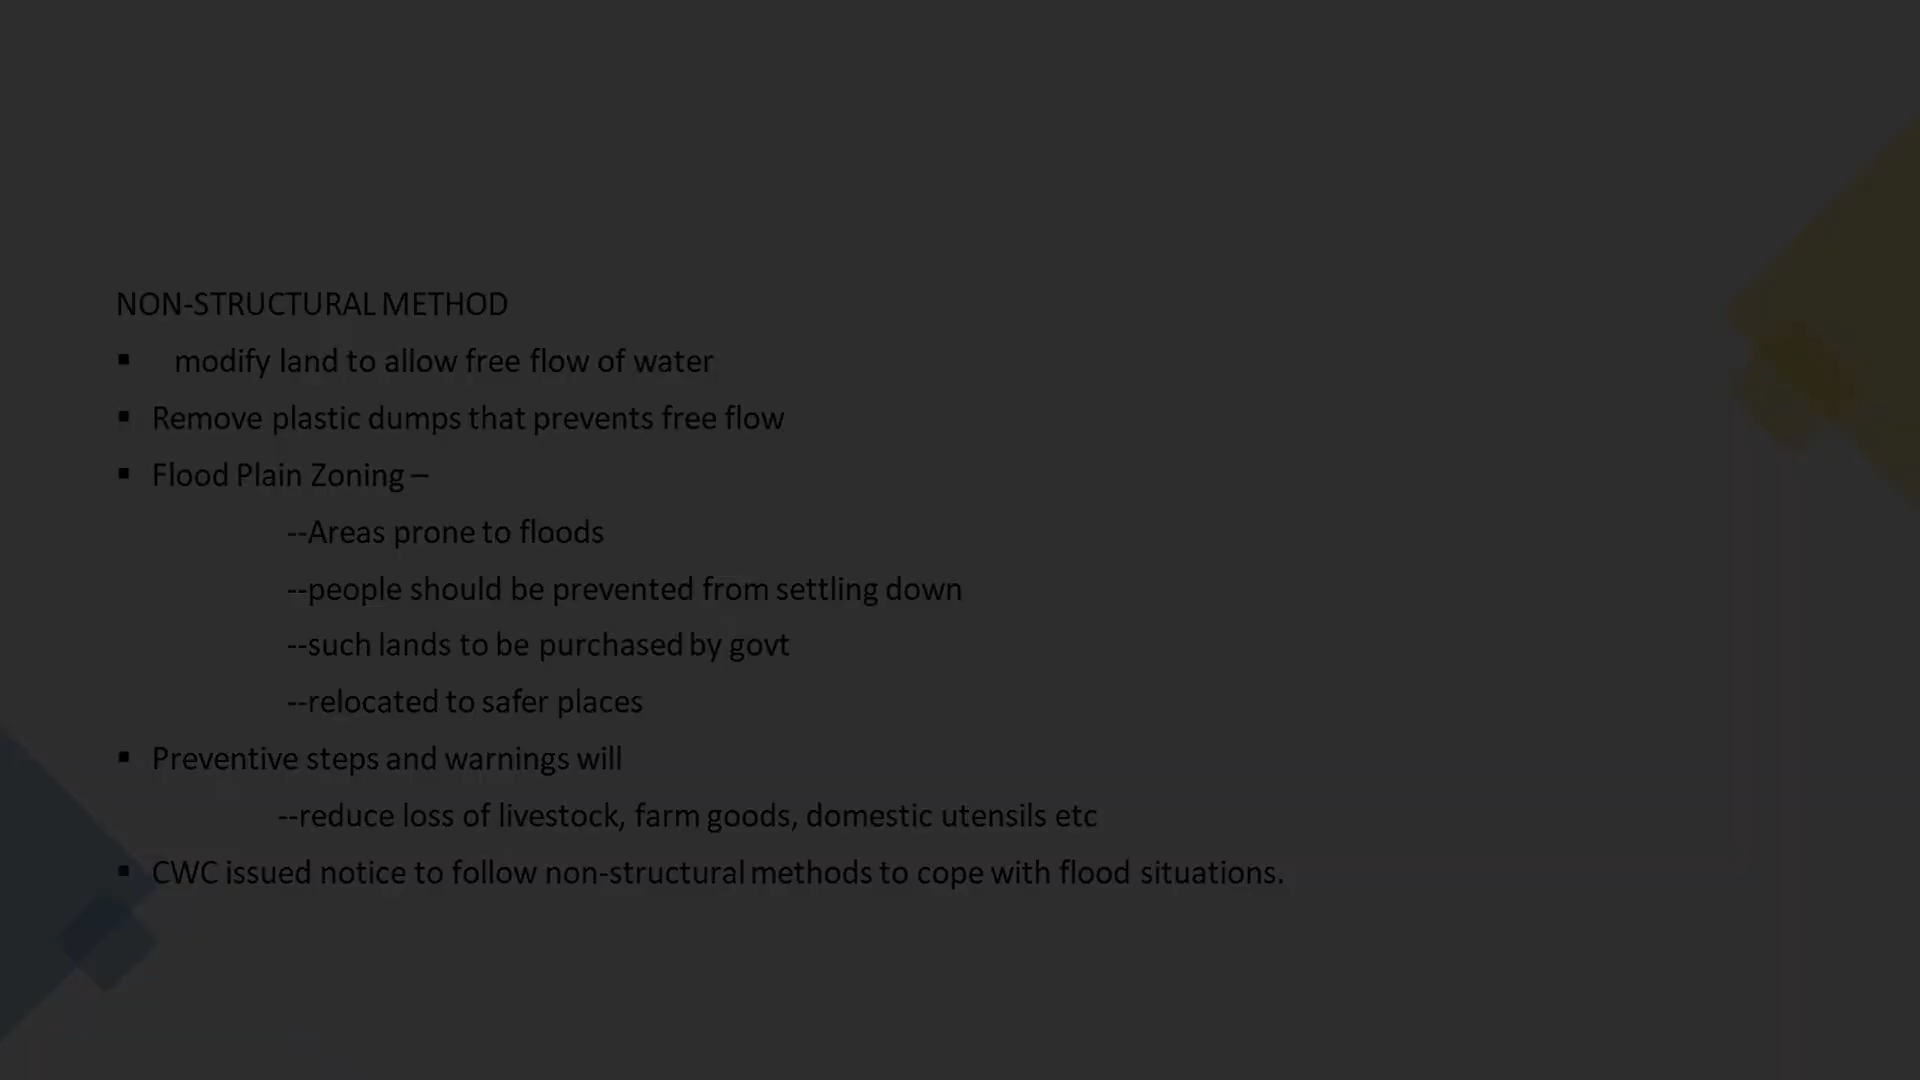 NON-STRUCTURAL METHOD
▪ modify land to allow free flow of water
▪ Remove plastic dumps that prevents free flow
▪ Flood Plain Zoning –
--Areas prone to floods
--people should be prevented from settling down
--such lands to be purchased by govt
--relocated to safer places
▪ Preventive steps and warnings will
--reduce loss of livestock, farm goods, domestic utensils etc
▪ CWC issued notice to follow non-structural methods to cope with flood situations.